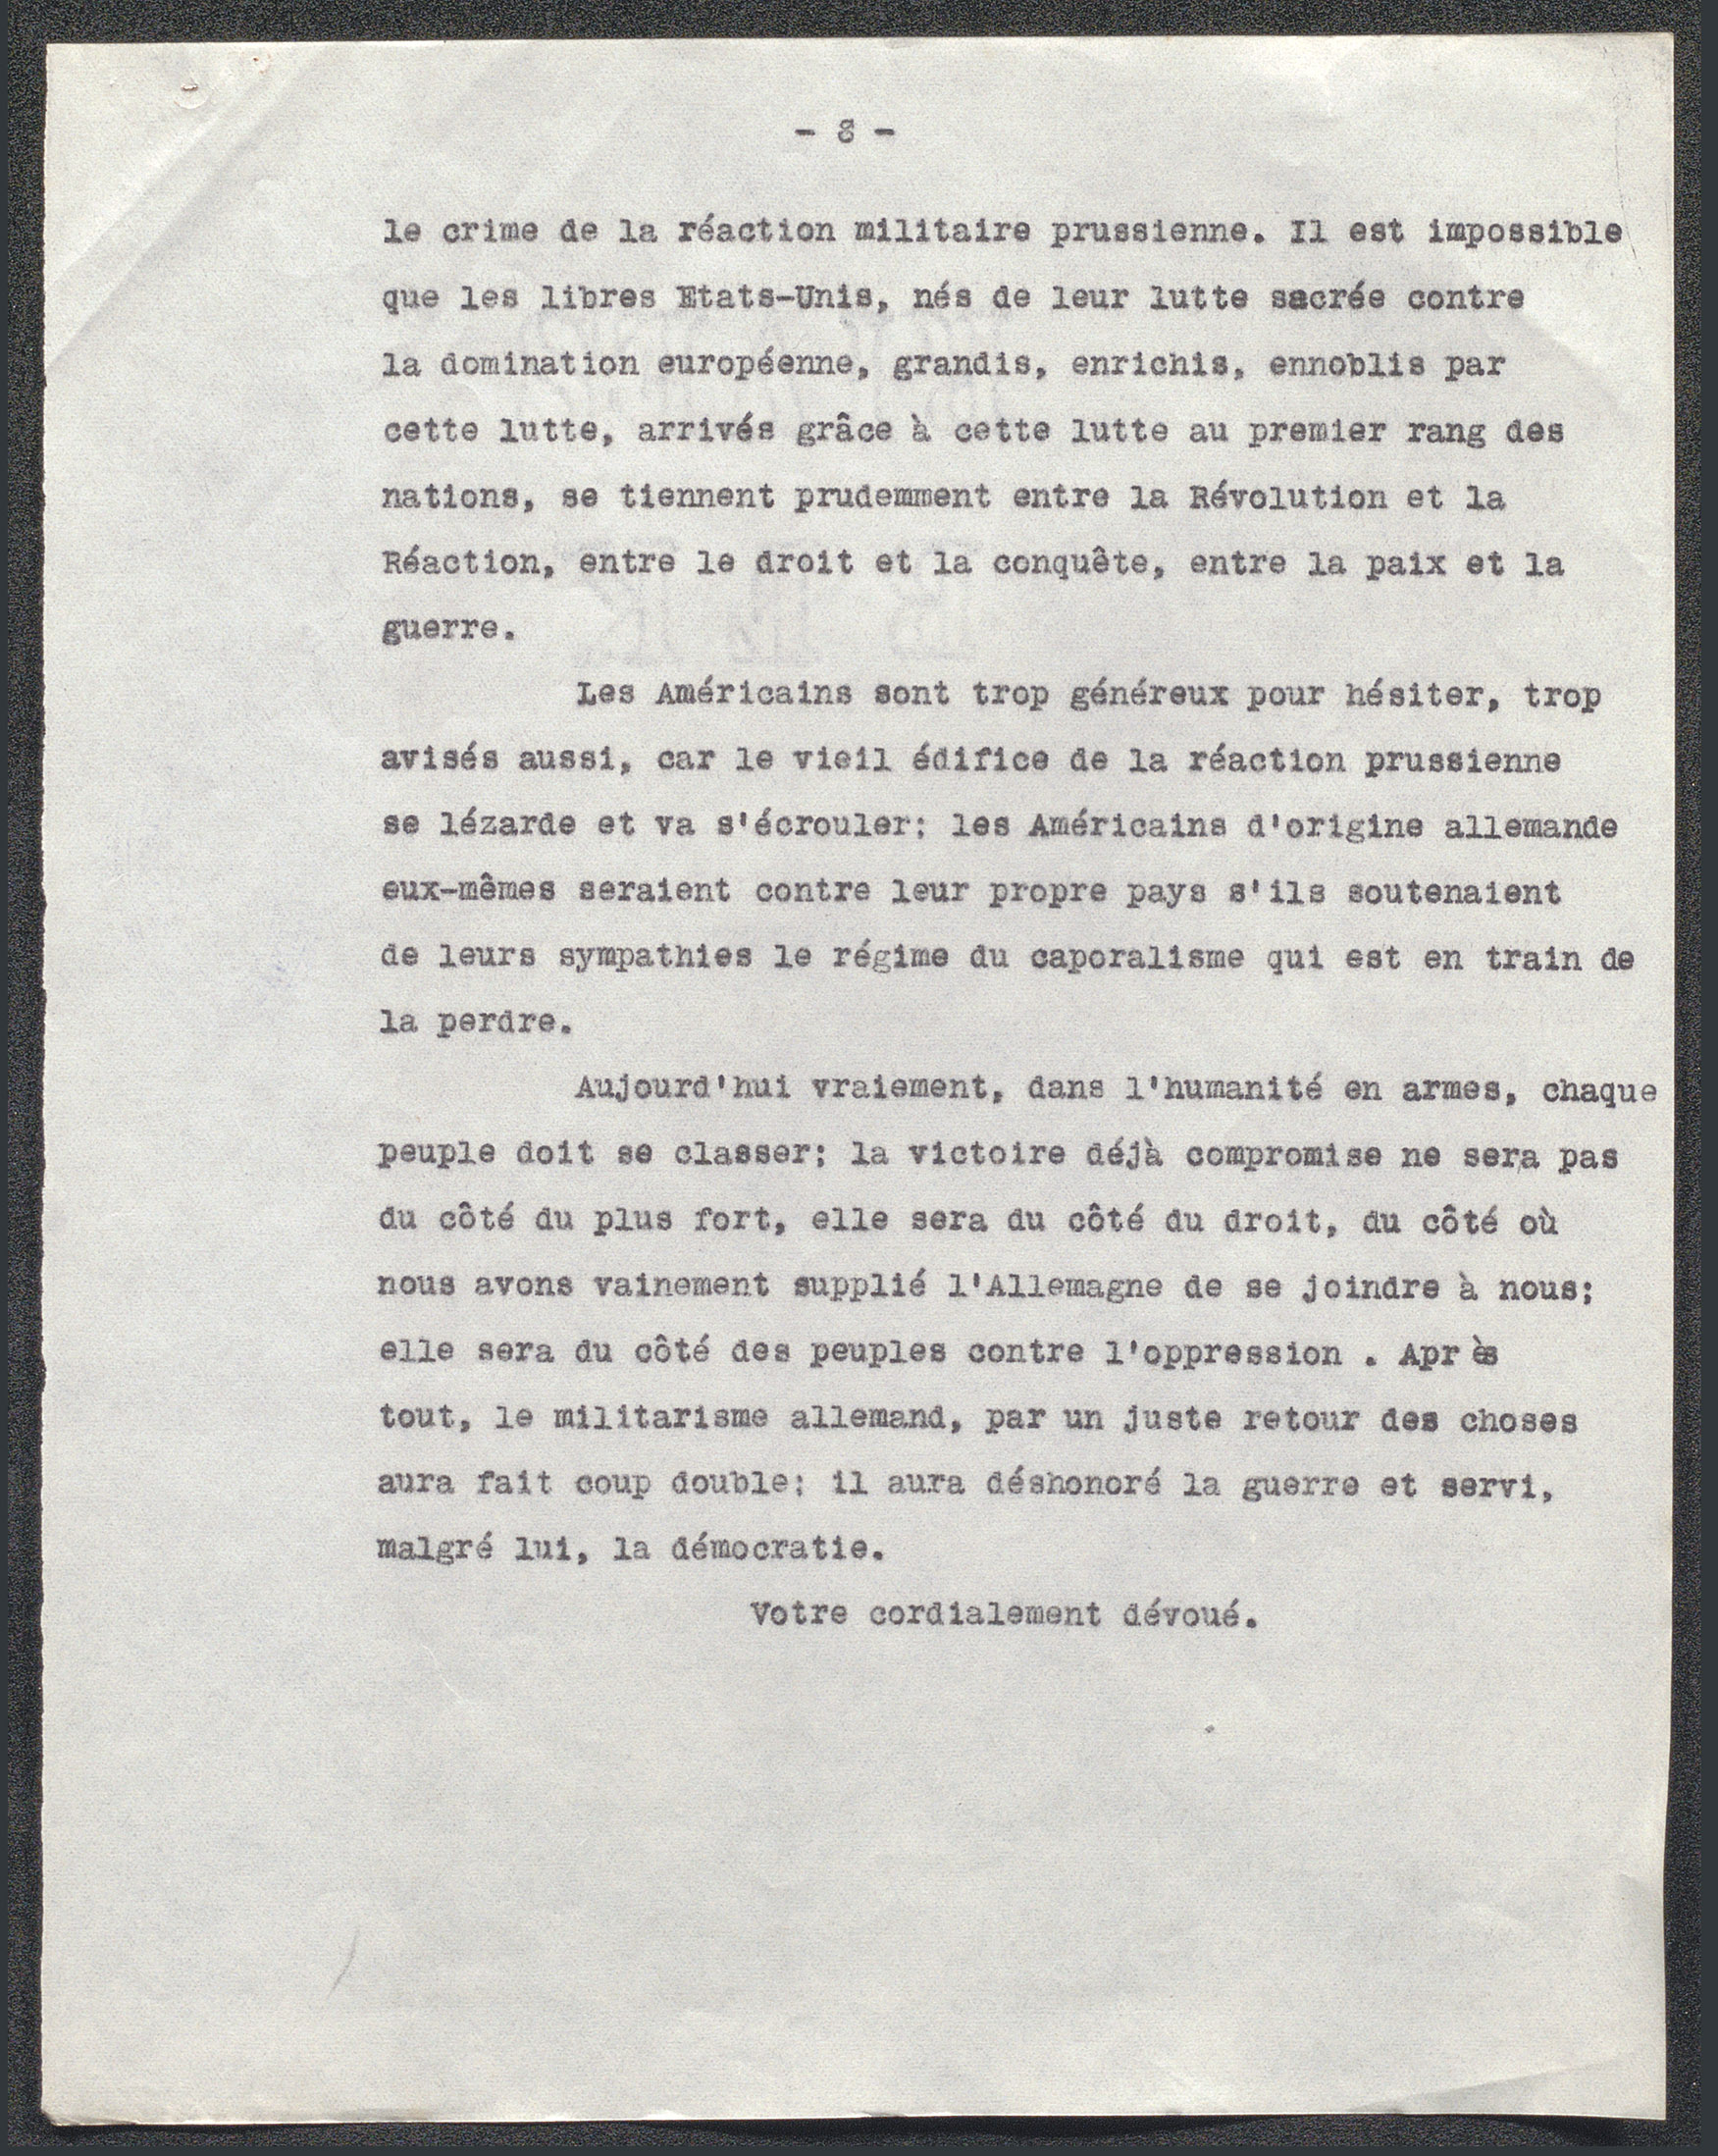 - 8 -
le crime de la réaction militaire prussienne. Il est impossible
que les libres Etats-Unis, nés de leur lutte sacrée contre
la domination européenne, grandis, enrichis, ennoblis par
cette lutte, arrivés grâce à cette lutte au premier rang des
nations, se tiennent prudemment entre la Révolution et la
Réaction, entre le droit et la conquête, entre la paix et la
guerre.
Les Américains sont trop généreux pour hésiter, trop
avisés aussi, car le vieil édifice de la réaction prussienne
se lézarde et va s'écrouler; les Américains d'origine allemande
eux-mêmes seraient contre leur propre pays s'ils soutenaient
de leurs sympathies le régime du caporalisme qui est en train de
la perdre.
Aujourd'hui vraiement, dans l'humanité en armes, chaque
peuple doit se classer; la victoire déjà compromise ne sera pas
du côté du plus fort, elle sera du côté du droit, du côté où
nous avons vainement supplié l'Allemagne de se joindre à nous;
elle sera du côté des peuples contre l'oppression . Après
tout, le militarisme allemand, par un juste retour des choses
aura fait coup double; il aura déshonoré la guerre et servi,
malgré lui, la démocratie.
Votre cordialement dévoué.